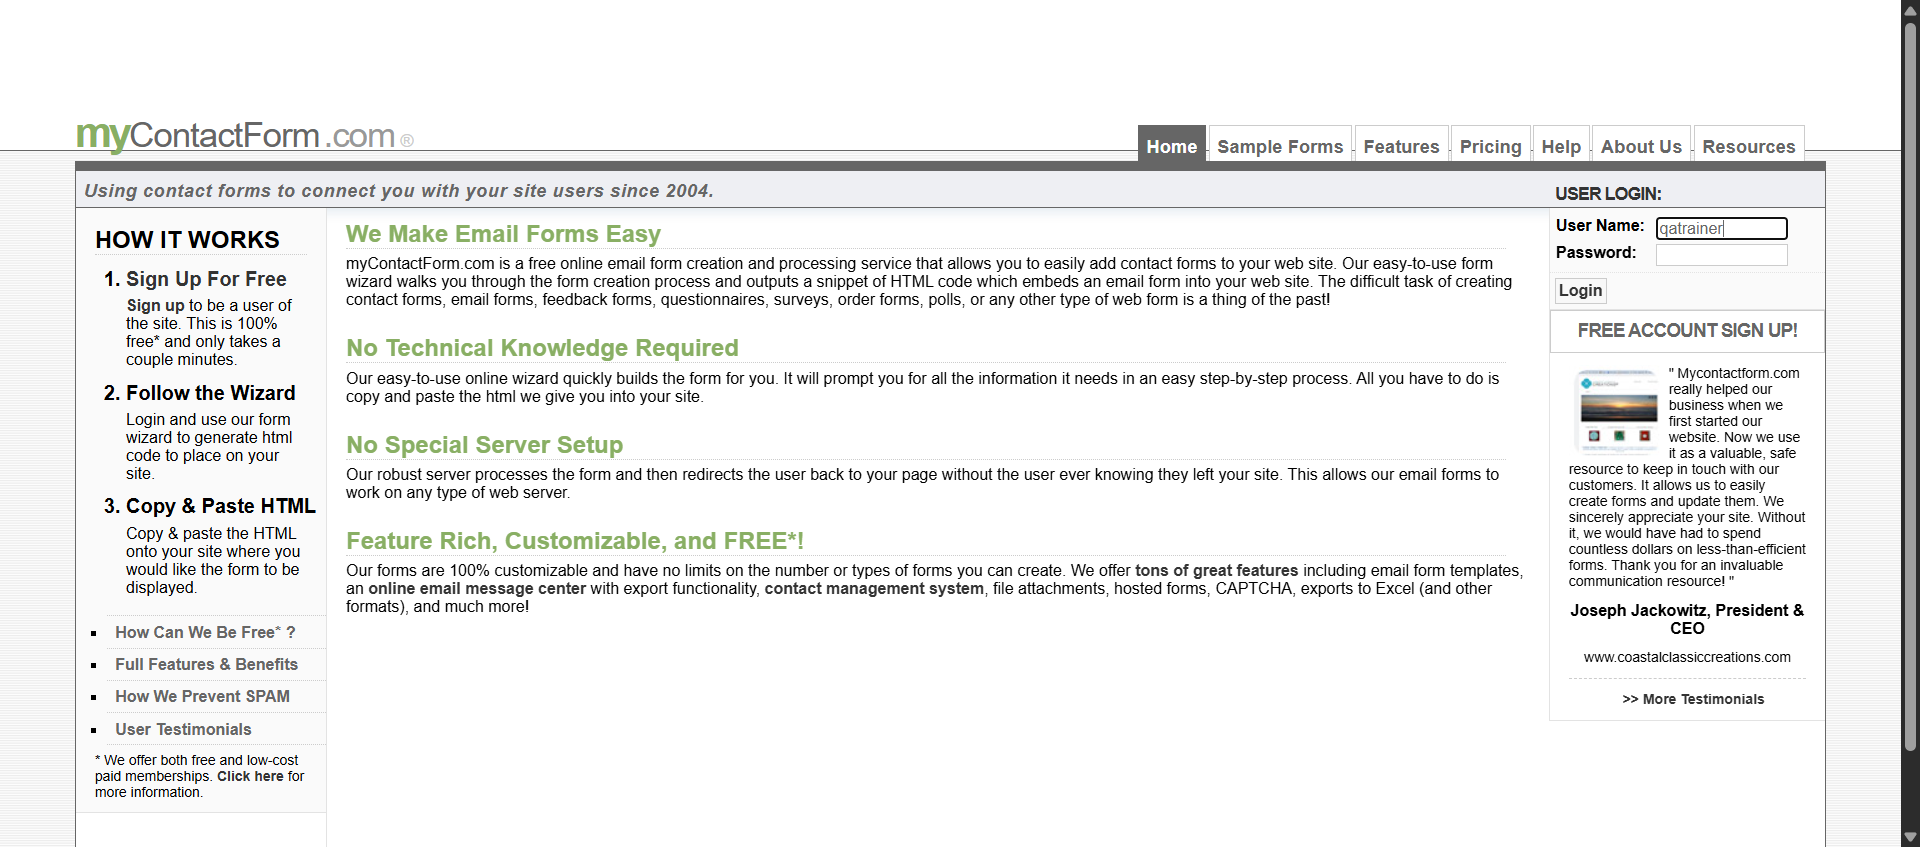 myContactForm.com ®
Home
Sample Forms
Features
Pricing
Help
About Us
Resources
Using contact forms to connect you with your site users since 2004.
HOW IT WORKS
1. Sign Up For Free
Sign up to be a user of
the site. This is 100%
free* and only takes a
couple minutes.
2. Follow the Wizard
Login and use our form
wizard to generate html
code to place on your
site.
3. Copy & Paste HTML
Copy & paste the HTML
onto your site where you
would like the form to be
displayed.
How Can We Be Free* ?
Full Features & Benefits
How We Prevent SPAM
User Testimonials
* We offer both free and low-cost
paid memberships. Click here for
more information.
We Make Email Forms Easy
myContactForm.com is a free online email form creation and processing service that allows you to easily add contact forms to your web site. Our easy-to-use form
wizard walks you through the form creation process and outputs a snippet of HTML code which embeds an email form into your web site. The difficult task of creating
contact forms, email forms, feedback forms, questionnaires, surveys, order forms, polls, or any other type of web form is a thing of the past!
No Technical Knowledge Required
Our easy-to-use online wizard quickly builds the form for you. It will prompt you for all the information it needs in an easy step-by-step process. All you have to do is
copy and paste the html we give you into your site.
No Special Server Setup
Our robust server processes the form and then redirects the user back to your page without the user ever knowing they left your site. This allows our email forms to
work on any type of web server.
Feature Rich, Customizable, and FREE*!
Our forms are 100% customizable and have no limits on the number or types of forms you can create. We offer tons of great features including email form templates,
an online email message center with export functionality, contact management system, file attachments, hosted forms, CAPTCHA, exports to Excel (and other
formats), and much more!
USER LOGIN:
User Name: qatrainer
Password:
Login
FREE ACCOUNT SIGN UP!
" Mycontactform.com
really helped our
business when we
first started our
website. Now we use
it as a valuable, safe
resource to keep in touch with our
customers. It allows us to easily
create forms and update them. We
sincerely appreciate your site. Without
it, we would have had to spend
countless dollars on less-than-efficient
forms. Thank you for an invaluable
communication resource! "
Joseph Jackowitz, President &
CEO
www.coastalclassiccreations.com
>> More Testimonials